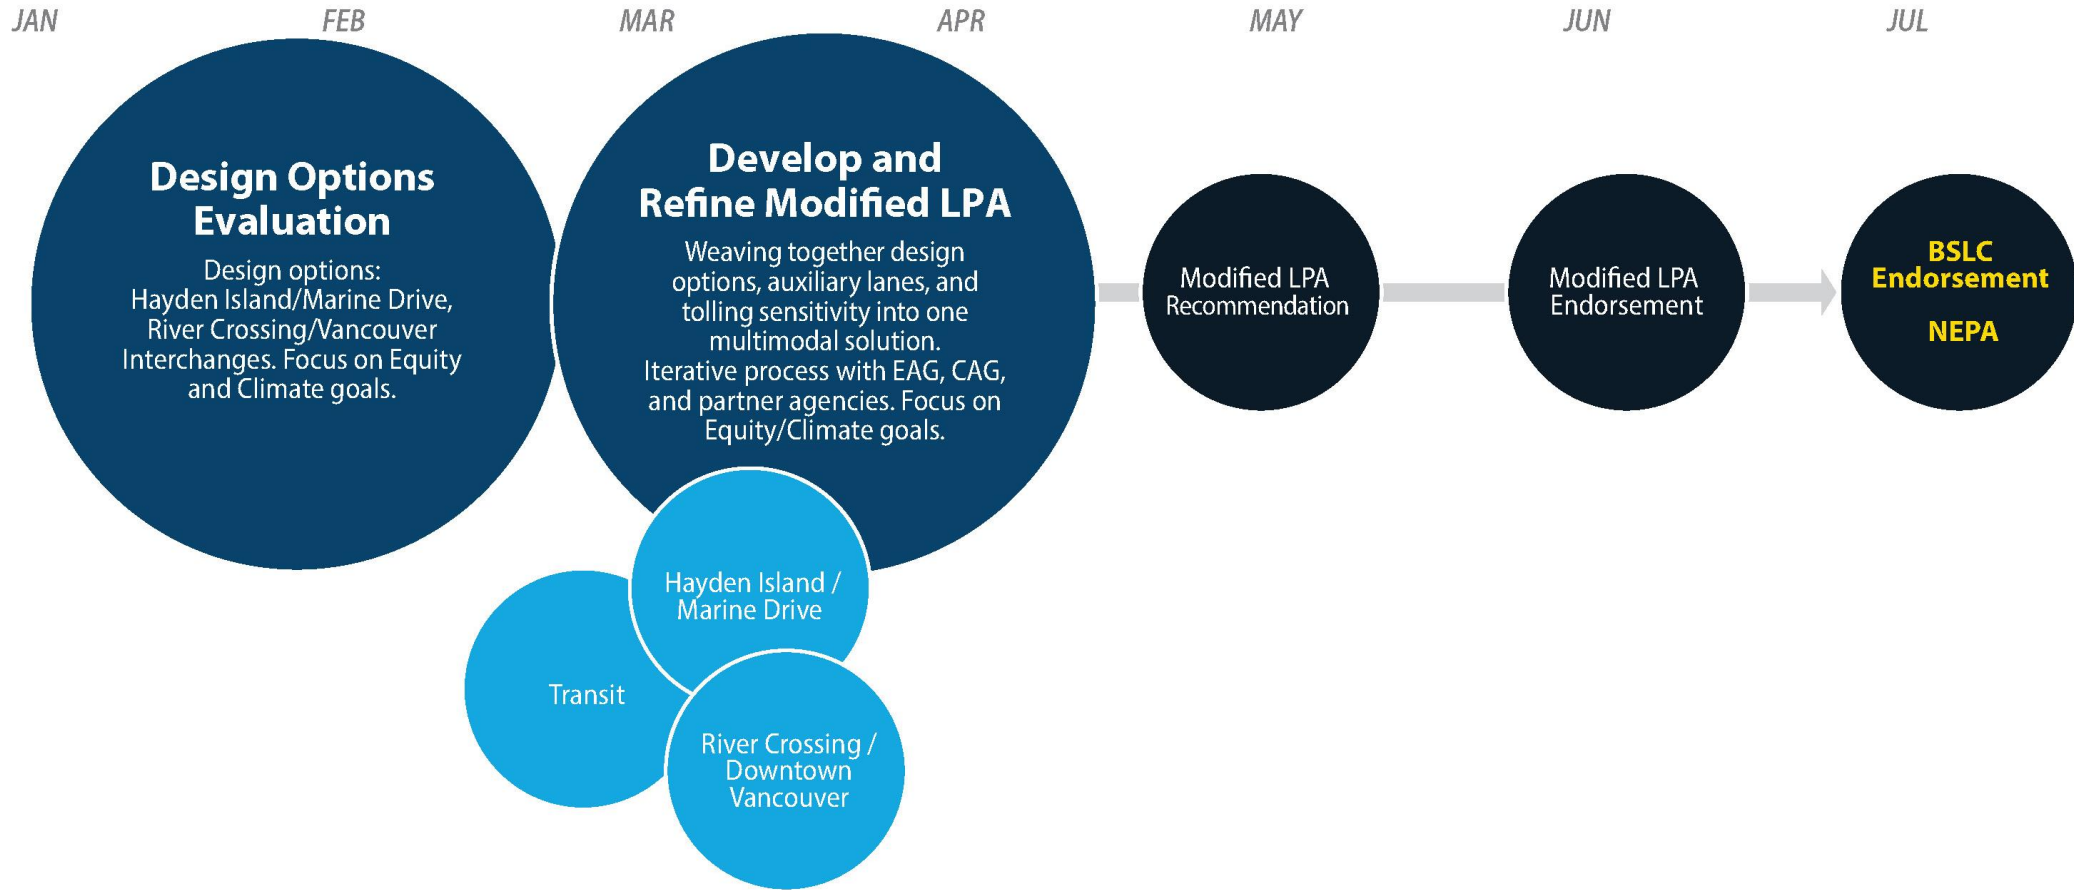 JAN FEB MAR APR MAY JUN JUL
Design Options
Evaluation
Design options:
Hayden Island/Marine Drive,
River Crossing/Vancouver
Interchanges. Focus on Equity
and Climate goals.
Develop and
Refine Modified LPA
Weaving together design
options, auxiliary lanes, and
tolling sensitivity into one
multimodal solution.
Iterative process with EAG, CAG,
and partner agencies. Focus on
Equity/Climate goals.
Modified LPA
Recommendation
Modified LPA
Endorsement
BSLC
Endorsement
NEPA
Hayden Island /
Marine Drive
Transit
River Crossing /
Downtown
Vancouver